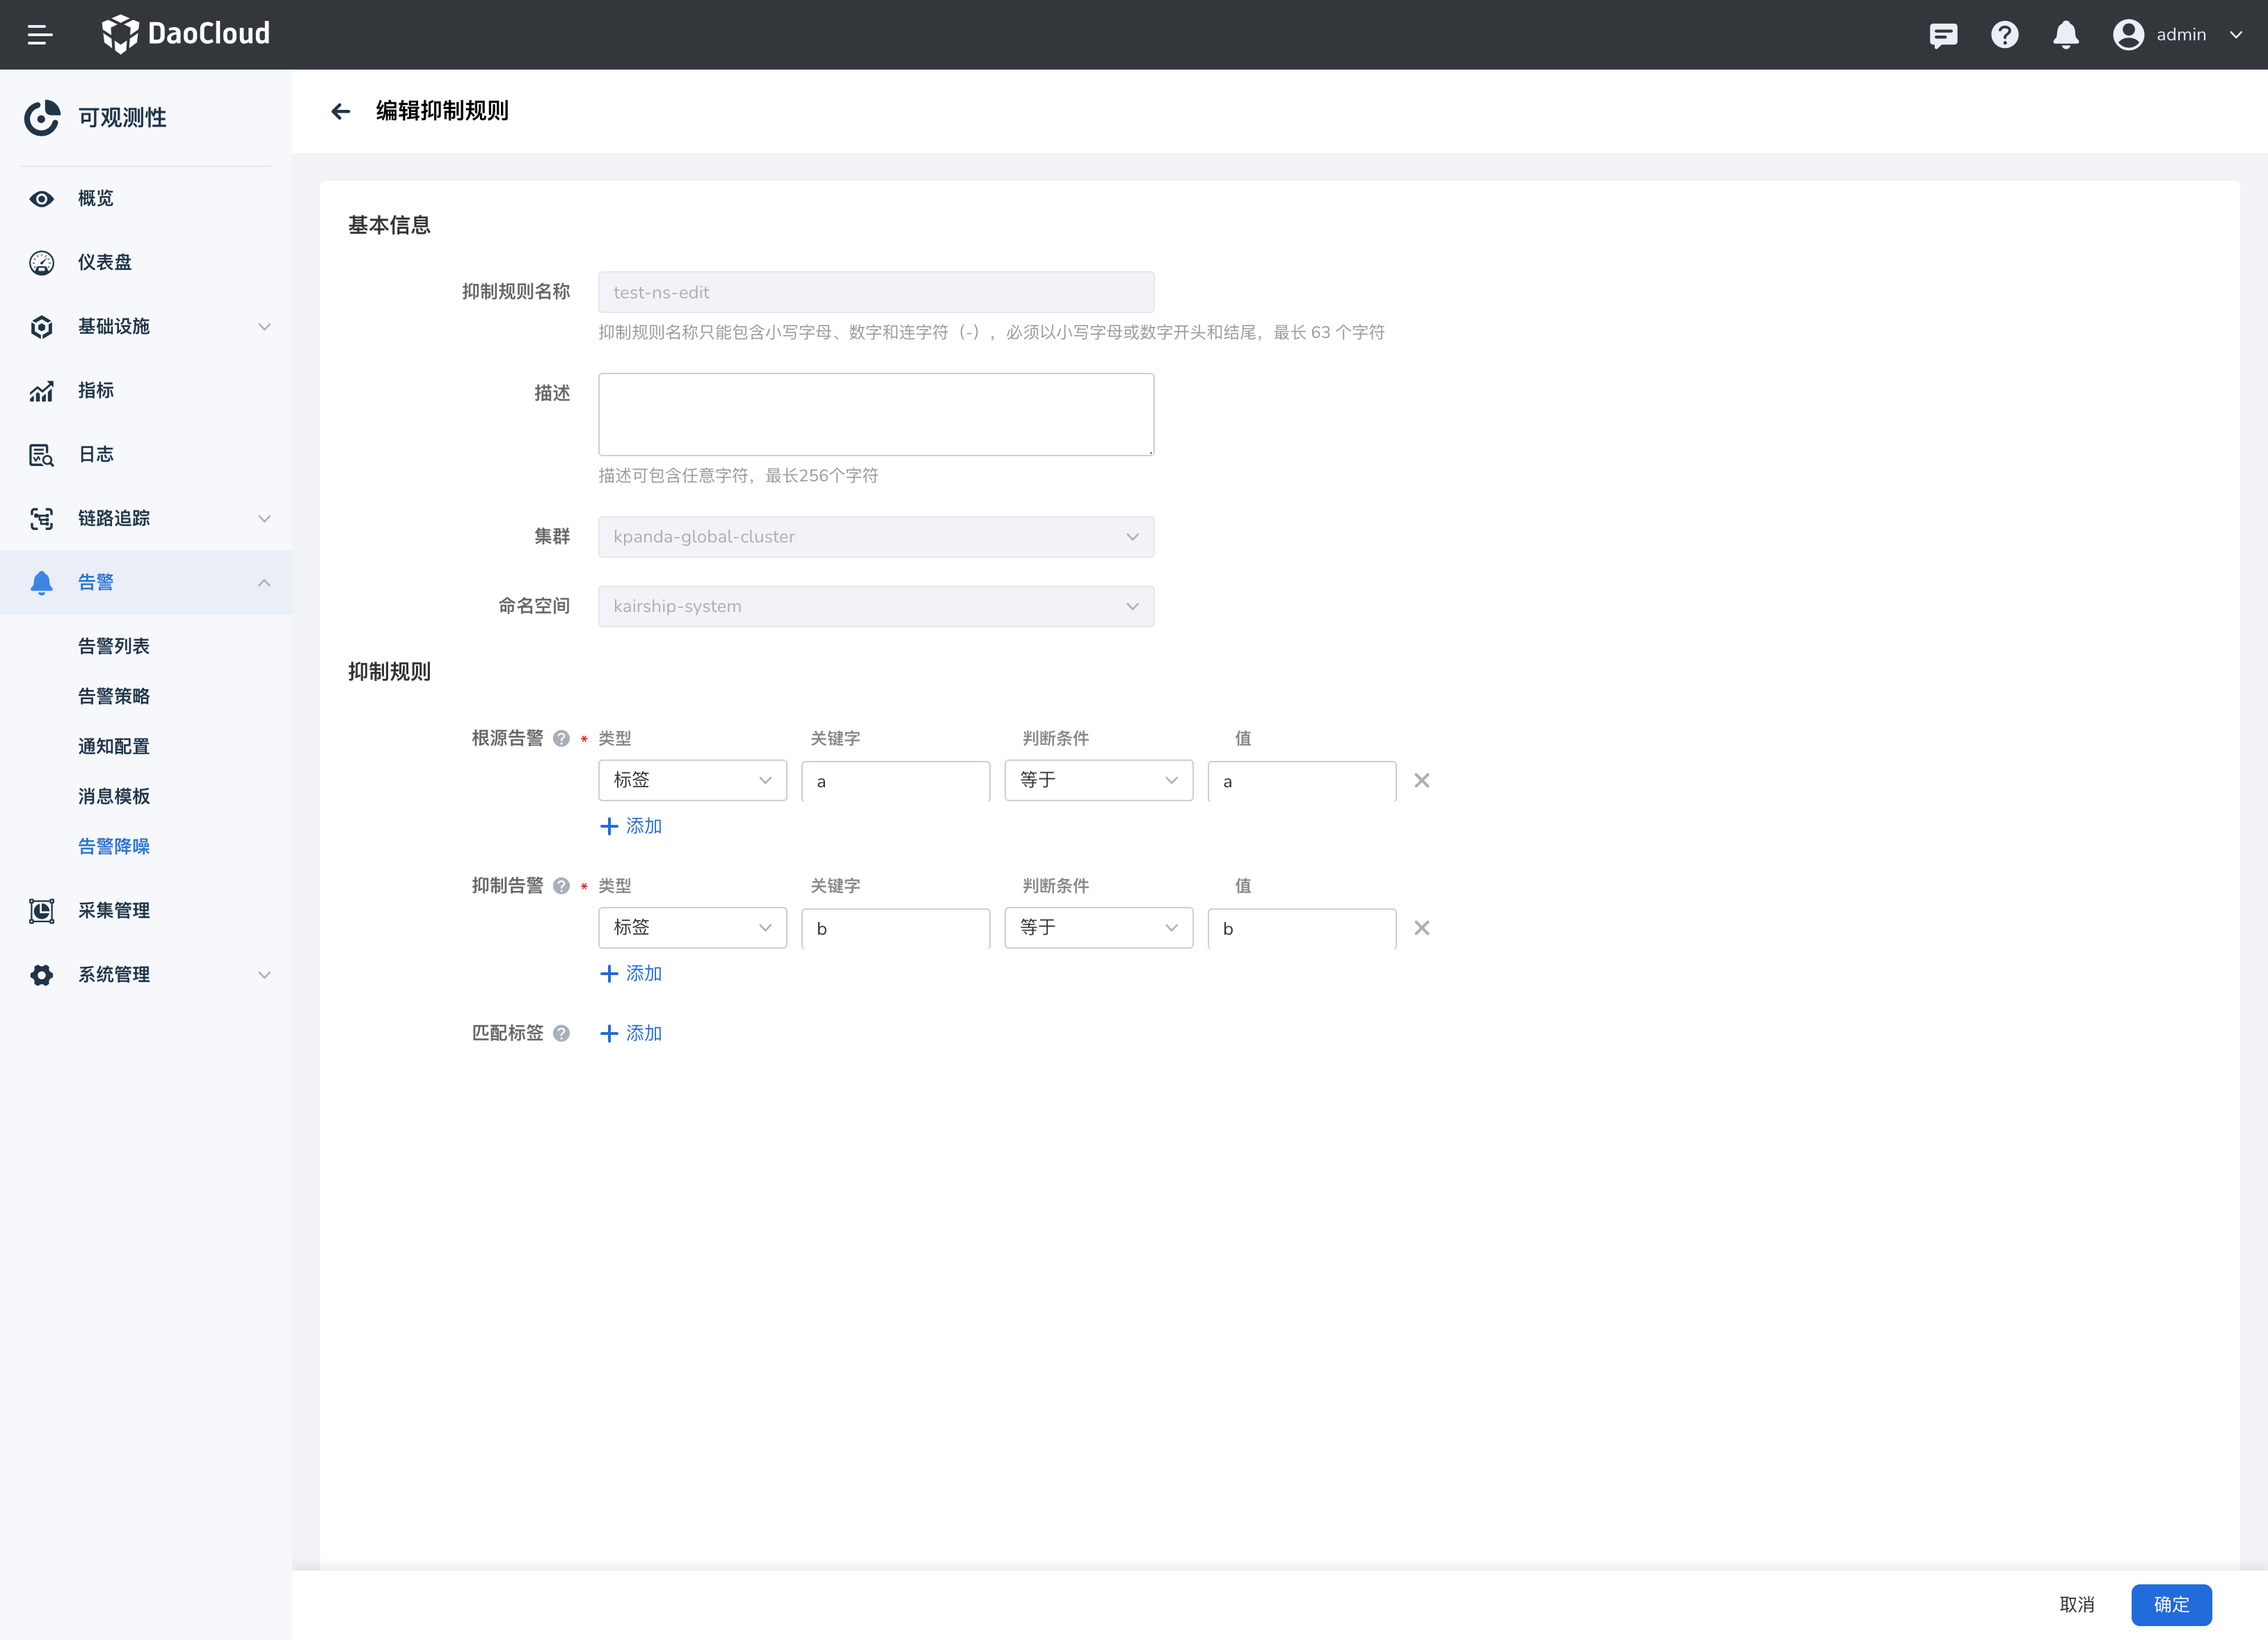 DaoCloud
admin
可观测性
概览
仪表盘
基础设施
指标
日志
链路追踪
告警
告警列表
告警策略
通知配置
消息模板
告警降噪
采集管理
系统管理
编辑抑制规则
基本信息
抑制规则名称 test-ns-edit
抑制规则名称只能包含小写字母、数字和连字符（-），必须以小写字母或数字开头和结尾，最长 63 个字符
描述
描述可包含任意字符，最长256个字符
集群 kpanda-global-cluster
命名空间 kairship-system
抑制规则
根源告警 * 类型 关键字 判断条件 值
标签 a 等于 a
添加
抑制告警 * 类型 关键字 判断条件 值
标签 b 等于 b
添加
匹配标签 添加
取消 确定